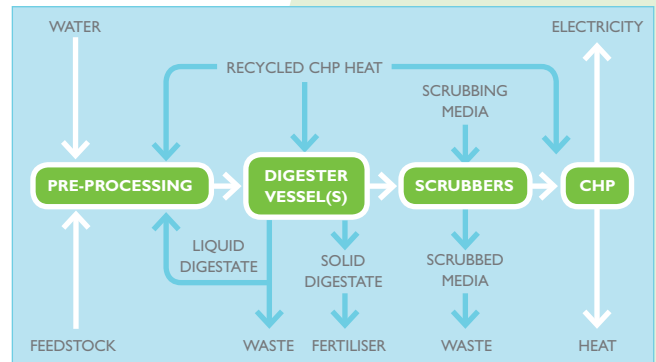 WATER
ELECTRICITY
RECYCLED CHP HEAT
SCRUBBING
MEDIA
PRE-PROCESSING
DIGESTER
VESSEL(S)
SCRUBBERS
CHP
LIQUID
DIGESTATE
SOLID
DIGESTATE
SCRUBBED
MEDIA
FEEDSTOCK
WASTE
FERTILISER
WASTE
HEAT